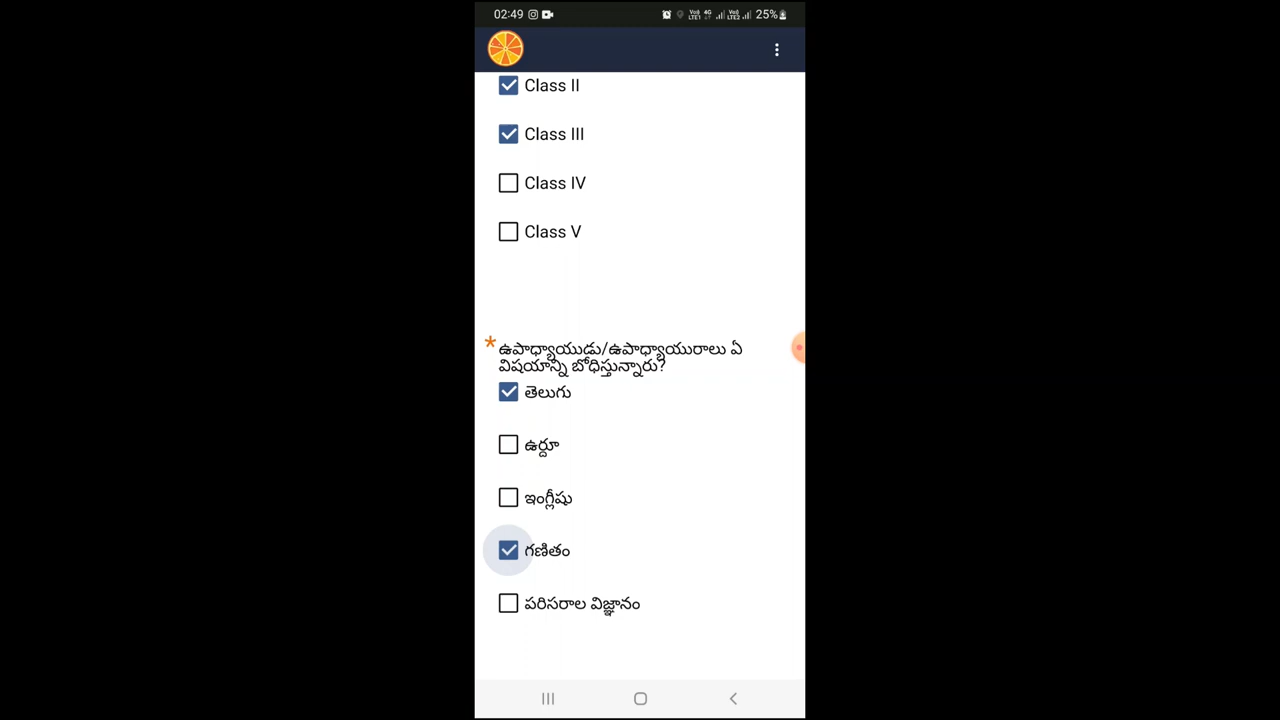 02:49 25%
Class II
Class III
Class IV
Class V
* ఉపాధ్యాయుడు/ఉపాధ్యాయురాలు ఏ
విషయాన్ని బోధిస్తున్నారు?
తెలుగు
ఉర్దూ
ఇంగ్లీషు
గణితం
పరిసరాల విజ్ఞానం